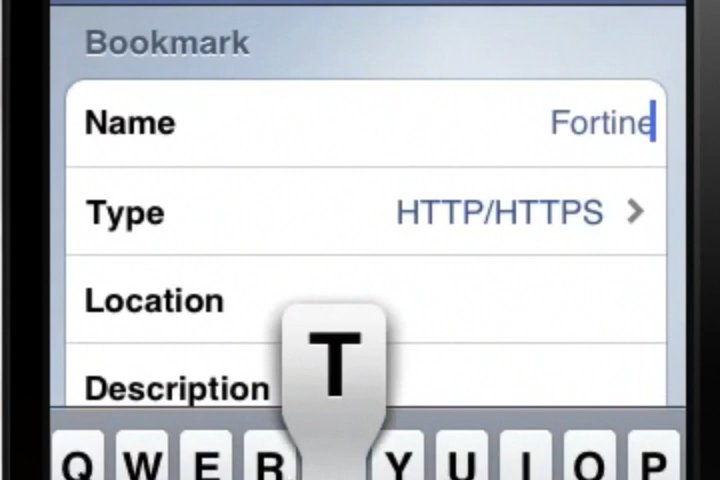 Bookmark
Name Fortine
Type HTTP/HTTPS
Location
Description
T
Q W E R Y U I O P